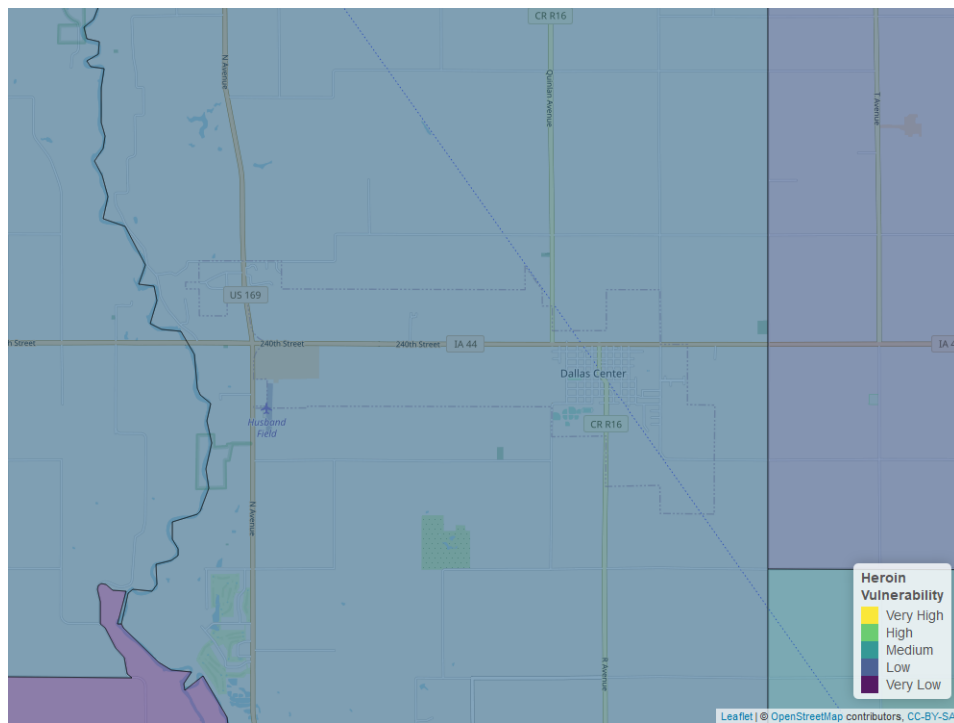 CR R16
N Avenue
Quinlan Avenue
T Avenue
US 169
th Street
240th Street
240th Street
IA 44
IA 4
Dallas Center
Husband
Field
CR R16
N Avenue
R Avenue
Heroin
Vulnerability
Very High
High
Medium
Low
Very Low
Leaflet | © OpenStreetMap contributors, CC-BY-SA